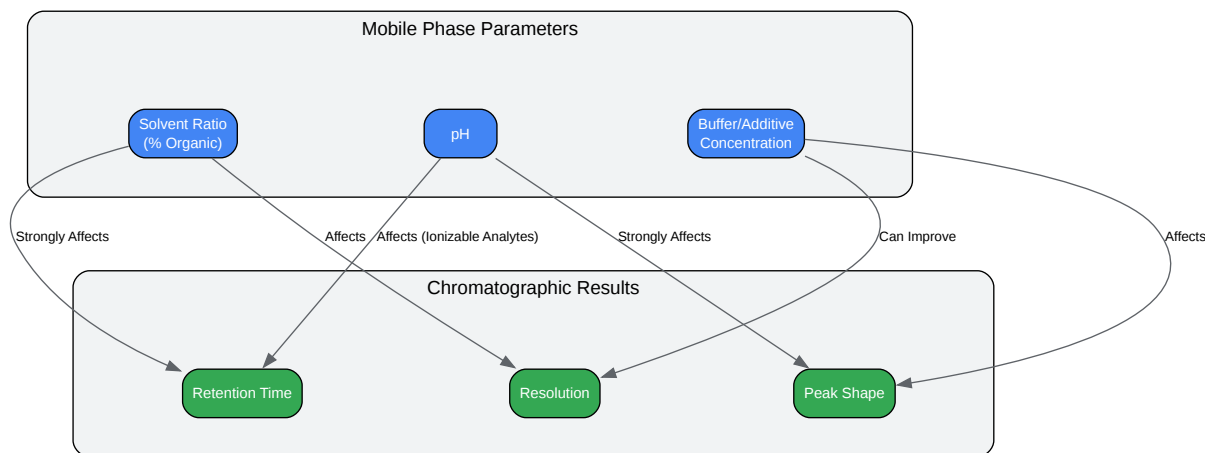 Mobile Phase Parameters
Solvent Ratio
(% Organic)
pH
Buffer/Additive
Concentration
Strongly Affects
Affects
Affects (Ionizable Analytes)
Strongly Affects
Can Improve
Affects
Chromatographic Results
Retention Time
Resolution
Peak Shape